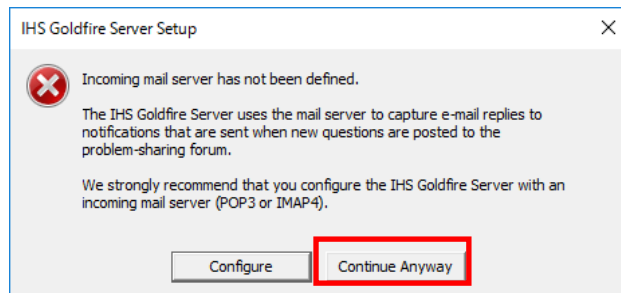 IHS Goldfire Server Setup
Incoming mail server has not been defined.
The IHS Goldfire Server uses the mail server to capture e-mail replies to
notifications that are sent when new questions are posted to the
problem-sharing forum.
We strongly recommend that you configure the IHS Goldfire Server with an
incoming mail server (POP3 or IMAP4).
Configure
Continue Anyway